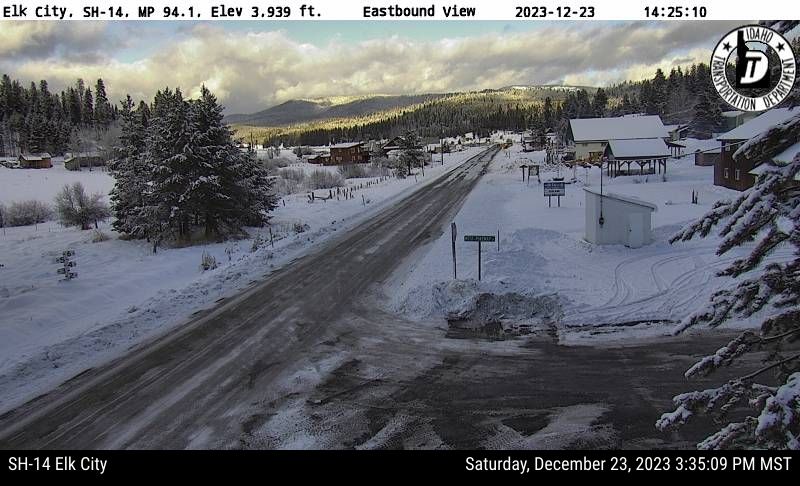 Elk City, SH-14, MP 94.1, Elev 3,939 ft. Eastbound View 2023-12-23 14:25:10
IDAHO
TRANSPORTATION DEPARTMENT
SH-14 Elk City Saturday, December 23, 2023 3:35:09 PM MST